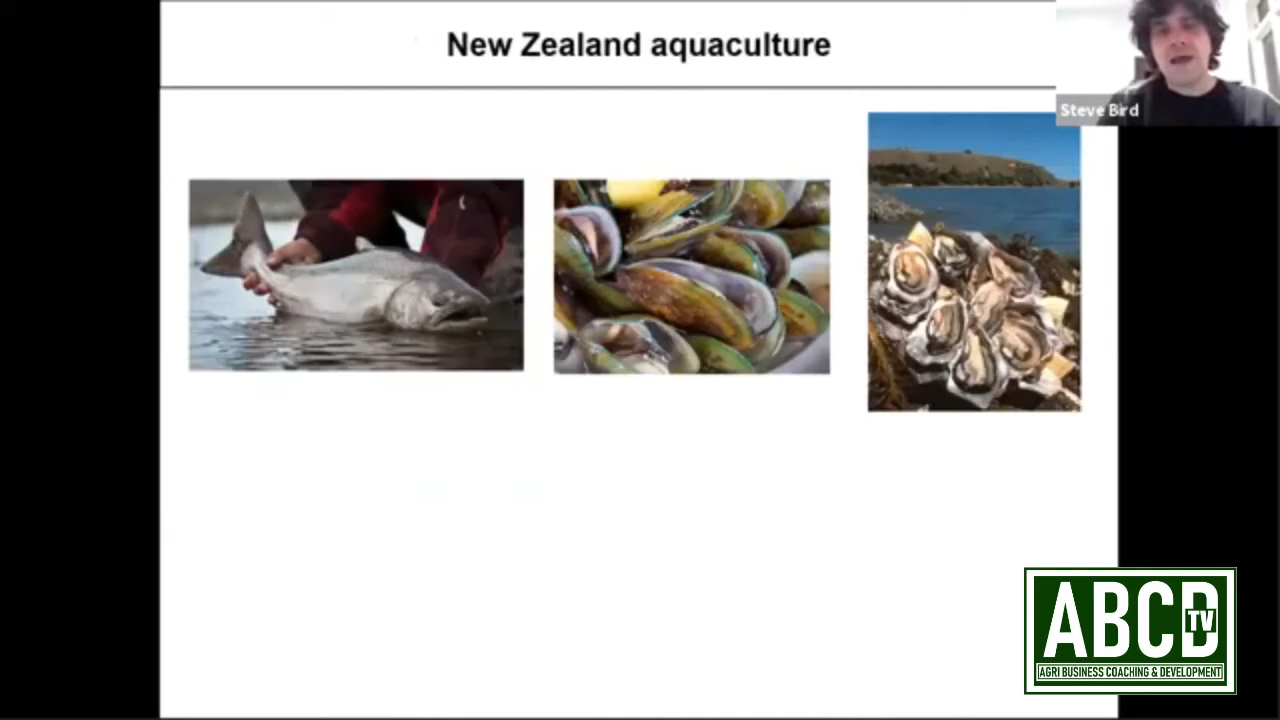 New Zealand aquaculture
Steve Bird
ABCD
TV
AGRI BUSINESS COACHING & DEVELOPMENT